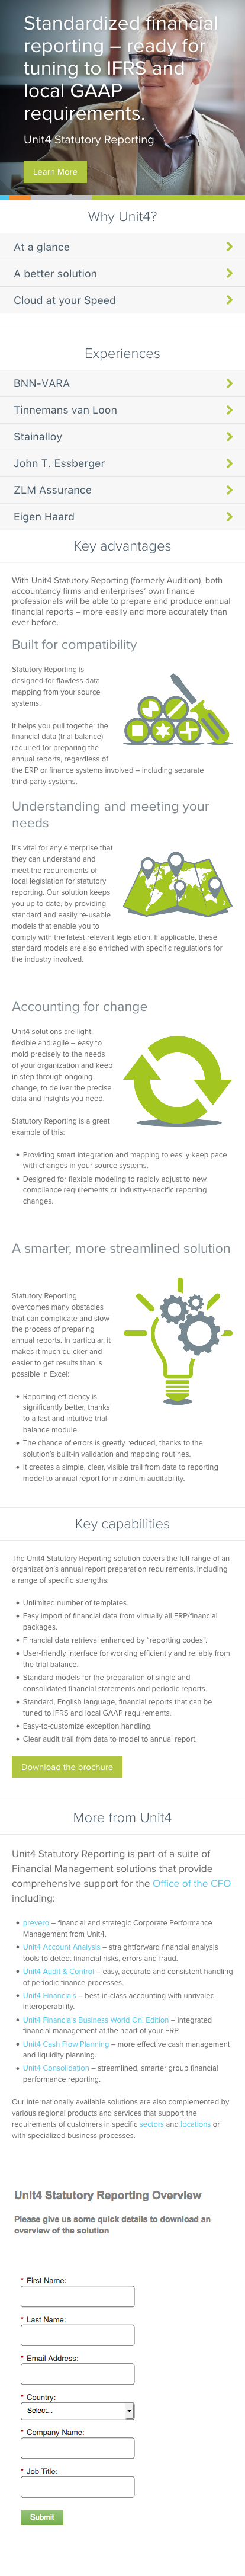 Standardized financial
reporting – ready for
tuning to IFRS and
local GAAP
requirements.
Unit4 Statutory Reporting
Learn More
Why Unit4?
At a glance
A better solution
Cloud at your Speed
Experiences
BNN-VARA
Tinnemans van Loon
Stainalloy
John T. Essberger
ZLM Assurance
Eigen Haard
Key advantages
With Unit4 Statutory Reporting (formerly Audition), both
accountancy firms and enterprises' own finance
professionals will be able to prepare and produce annual
financial reports – more easily and more accurately than
ever before.
Built for compatibility
Statutory Reporting is
designed for flawless data
mapping from your source
systems.
It helps you pull together the
financial data (trial balance)
required for preparing the
annual reports, regardless of
the ERP or finance systems involved – including separate
third-party systems.
Understanding and meeting your
needs
It's vital for any enterprise that
they can understand and
meet the requirements of
local legislation for statutory
reporting. Our solution keeps
you up to date, by providing
standard and easily re-usable
models that enable you to
comply with the latest relevant legislation. If applicable, these
standard models are also enriched with specific regulations for
the industry involved.
Accounting for change
Unit4 solutions are light,
flexible and agile – easy to
mold precisely to the needs
of your organization and keep
in step through ongoing
change, to deliver the precise
data and insights you need.
Statutory Reporting is a great
example of this:
• Providing smart integration and mapping to easily keep pace
with changes in your source systems.
• Designed for flexible modeling to rapidly adjust to new
compliance requirements or industry-specific reporting
changes.
A smarter, more streamlined solution
Statutory Reporting
overcomes many obstacles
that can complicate and slow
the process of preparing
annual reports. In particular, it
makes it much quicker and
easier to get results than is
possible in Excel:
• Reporting efficiency is
significantly better, thanks
to a fast and intuitive trial
balance module.
• The chance of errors is greatly reduced, thanks to the
solution's built-in validation and mapping routines.
• It creates a simple, clear, visible trail from data to reporting
model to annual report for maximum auditability.
Key capabilities
The Unit4 Statutory Reporting solution covers the full range of an
organization's annual report preparation requirements, including
a range of specific strengths:
• Unlimited number of templates.
• Easy import of financial data from virtually all ERP/financial
packages.
• Financial data retrieval enhanced by "reporting codes".
• User-friendly interface for working efficiently and reliably from
the trial balance.
• Standard models for the preparation of single and
consolidated financial statements and periodic reports.
• Standard, English language, financial reports that can be
tuned to IFRS and local GAAP requirements.
• Easy-to-customize exception handling.
• Clear audit trail from data to model to annual report.
Download the brochure
More from Unit4
Unit4 Statutory Reporting is part of a suite of
Financial Management solutions that provide
comprehensive support for the Office of the CFO
including:
• prevero – financial and strategic Corporate Performance
Management from Unit4.
• Unit4 Account Analysis – straightforward financial analysis
tools to detect financial risks, errors and fraud.
• Unit4 Audit & Control – easy, accurate and consistent handling
of periodic finance processes.
• Unit4 Financials – best-in-class accounting with unrivaled
interoperability.
• Unit4 Financials Business World On! Edition – integrated
financial management at the heart of your ERP.
• Unit4 Cash Flow Planning – more effective cash management
and liquidity planning.
• Unit4 Consolidation – streamlined, smarter group financial
performance reporting.
Our internationally available solutions are also complemented by
various regional products and services that support the
requirements of customers in specific sectors and locations or
with specialized business processes.
Unit4 Statutory Reporting Overview
Please give us some quick details to download an
overview of the solution
* First Name:
* Last Name:
* Email Address:
* Country:
Select...
* Company Name:
* Job Title:
Submit